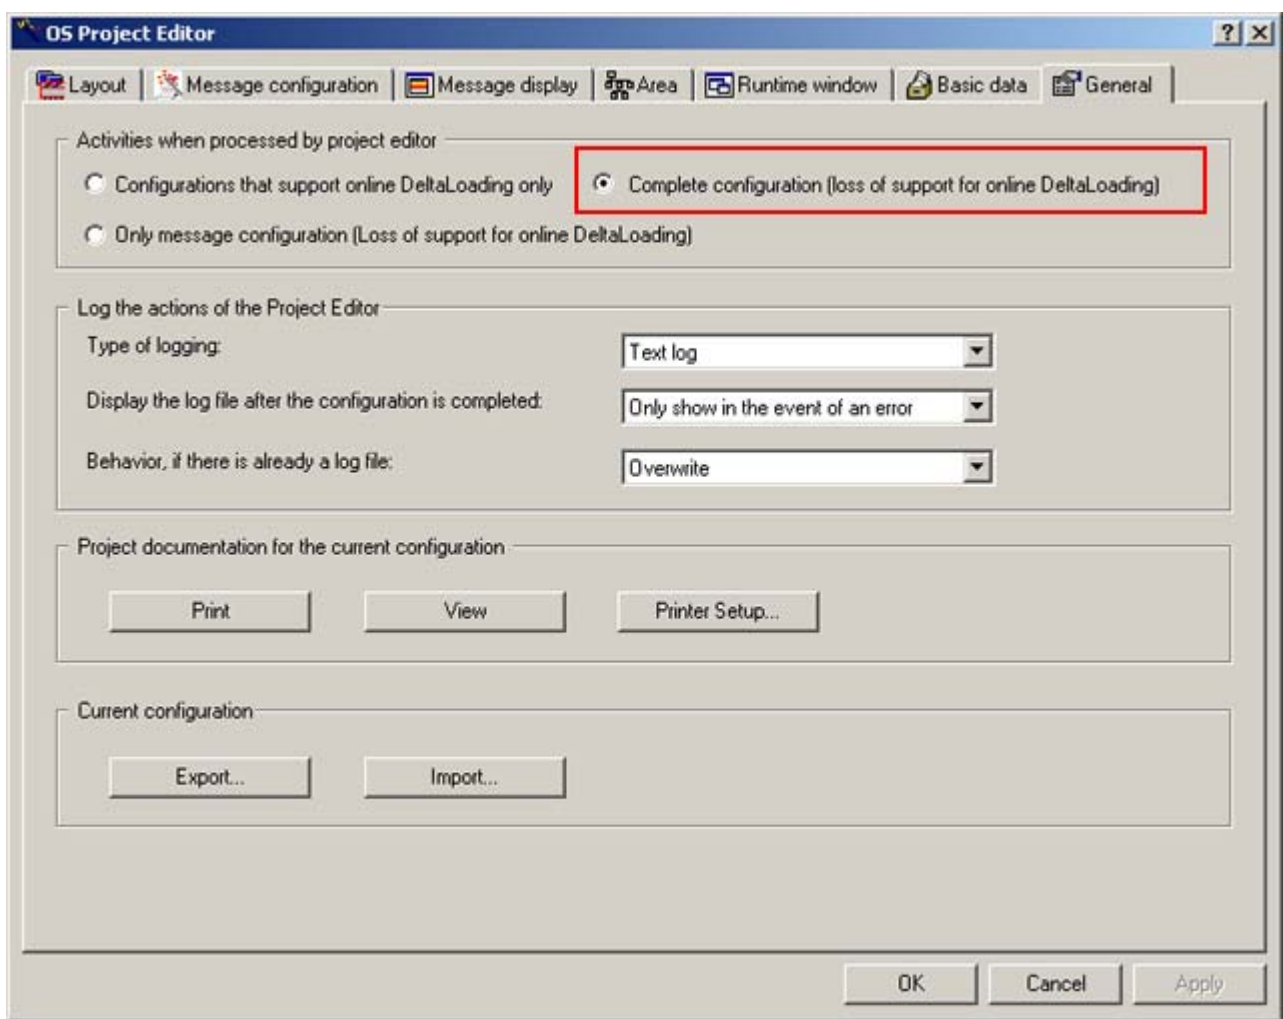 OS Project Editor
Layout Message configuration Message display Area Runtime window Basic data General
Activities when processed by project editor
Configurations that support online DeltaLoading only Complete configuration (loss of support for online DeltaLoading)
Only message configuration (Loss of support for online DeltaLoading)
Log the actions of the Project Editor
Type of logging: Text log
Display the log file after the configuration is completed: Only show in the event of an error
Behavior, if there is already a log file: Overwrite
Project documentation for the current configuration
Print View Printer Setup...
Current configuration
Export... Import...
OK Cancel Apply